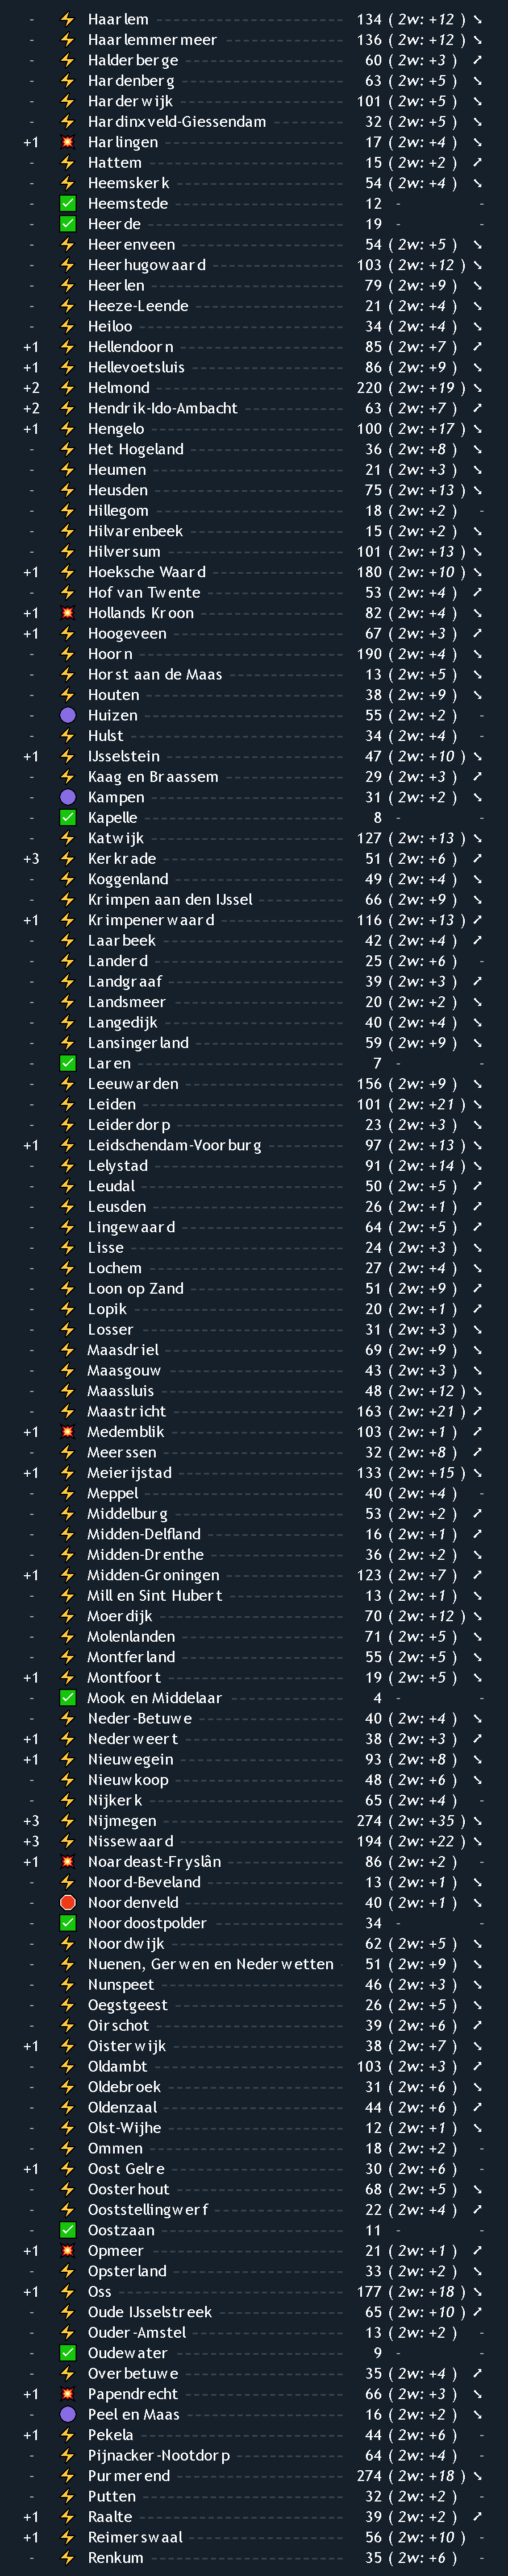 - ⚡ Haarlem 134 ( 2w: +12 ) ➘
- ⚡ Haarlemmermeer 136 ( 2w: +12 ) ➘
- ⚡ Halderberge 60 ( 2w: +3 ) ➚
- ⚡ Hardenberg 63 ( 2w: +5 ) ➘
- ⚡ Harderwijk 101 ( 2w: +5 ) ➘
- ⚡ Hardinxveld-Giessendam 32 ( 2w: +5 ) ➘
+1 💥 Harlingen 17 ( 2w: +4 ) ➘
- ⚡ Hattem 15 ( 2w: +2 ) ➚
- ⚡ Heemskerk 54 ( 2w: +4 ) ➘
- ✅ Heemstede 12 - -
- ✅ Heerde 19 - -
- ⚡ Heerenveen 54 ( 2w: +5 ) ➘
- ⚡ Heerhugowaard 103 ( 2w: +12 ) ➘
- ⚡ Heerlen 79 ( 2w: +9 ) ➘
- ⚡ Heeze-Leende 21 ( 2w: +4 ) ➘
- ⚡ Heiloo 34 ( 2w: +4 ) ➘
+1 ⚡ Hellendoorn 85 ( 2w: +7 ) ➚
+1 ⚡ Hellevoetsluis 86 ( 2w: +9 ) ➘
+2 ⚡ Helmond 220 ( 2w: +19 ) ➘
+2 ⚡ Hendrik-Ido-Ambacht 63 ( 2w: +7 ) ➚
+1 ⚡ Hengelo 100 ( 2w: +17 ) ➘
- ⚡ Het Hogeland 36 ( 2w: +8 ) ➘
- ⚡ Heumen 21 ( 2w: +3 ) ➘
- ⚡ Heusden 75 ( 2w: +13 ) ➘
- ⚡ Hillegom 18 ( 2w: +2 ) -
- ⚡ Hilvarenbeek 15 ( 2w: +2 ) ➘
- ⚡ Hilversum 101 ( 2w: +13 ) ➘
+1 ⚡ Hoeksche Waard 180 ( 2w: +10 ) ➘
- ⚡ Hof van Twente 53 ( 2w: +4 ) ➚
+1 💥 Hollands Kroon 82 ( 2w: +4 ) ➘
+1 ⚡ Hoogeveen 67 ( 2w: +3 ) ➚
- ⚡ Hoorn 190 ( 2w: +4 ) ➘
- ⚡ Horst aan de Maas 13 ( 2w: +5 ) ➘
- ⚡ Houten 38 ( 2w: +9 ) ➘
- 🟣 Huizen 55 ( 2w: +2 ) -
- ⚡ Hulst 34 ( 2w: +4 ) -
+1 ⚡ IJsselstein 47 ( 2w: +10 ) ➘
- ⚡ Kaag en Braassem 29 ( 2w: +3 ) ➚
- 🟣 Kampen 31 ( 2w: +2 ) ➘
- ✅ Kapelle 8 - -
- ⚡ Katwijk 127 ( 2w: +13 ) ➘
+3 ⚡ Kerkrade 51 ( 2w: +6 ) ➚
- ⚡ Koggenland 49 ( 2w: +4 ) ➘
- ⚡ Krimpen aan den IJssel 66 ( 2w: +9 ) ➘
+1 ⚡ Krimpenerwaard 116 ( 2w: +13 ) ➚
- ⚡ Laarbeek 42 ( 2w: +4 ) ➚
- ⚡ Landerd 25 ( 2w: +6 ) -
- ⚡ Landgraaf 39 ( 2w: +3 ) ➚
- ⚡ Landsmeer 20 ( 2w: +2 ) ➘
- ⚡ Langedijk 40 ( 2w: +4 ) ➘
- ⚡ Lansingerland 59 ( 2w: +9 ) ➘
- ✅ Laren 7 - -
- ⚡ Leeuwarden 156 ( 2w: +9 ) ➘
- ⚡ Leiden 101 ( 2w: +21 ) ➘
- ⚡ Leiderdorp 23 ( 2w: +3 ) ➘
+1 ⚡ Leidschendam-Voorburg 97 ( 2w: +13 ) ➘
- ⚡ Lelystad 91 ( 2w: +14 ) ➘
- ⚡ Leudal 50 ( 2w: +5 ) ➚
- ⚡ Leusden 26 ( 2w: +1 ) ➚
- ⚡ Lingewaard 64 ( 2w: +5 ) ➚
- ⚡ Lisse 24 ( 2w: +3 ) ➘
- ⚡ Lochem 27 ( 2w: +4 ) ➘
- ⚡ Loon op Zand 51 ( 2w: +9 ) ➚
- ⚡ Lopik 20 ( 2w: +1 ) ➚
- ⚡ Losser 31 ( 2w: +3 ) ➘
- ⚡ Maasdriel 69 ( 2w: +9 ) ➘
- ⚡ Maasgouw 43 ( 2w: +3 ) ➘
- ⚡ Maassluis 48 ( 2w: +12 ) ➘
- ⚡ Maastricht 163 ( 2w: +21 ) ➚
+1 💥 Medemblik 103 ( 2w: +1 ) ➚
- ⚡ Meerssen 32 ( 2w: +8 ) ➚
+1 ⚡ Meierijstad 133 ( 2w: +15 ) ➘
- ⚡ Meppel 40 ( 2w: +4 ) -
- ⚡ Middelburg 53 ( 2w: +2 ) ➚
- ⚡ Midden-Delfland 16 ( 2w: +1 ) ➚
- ⚡ Midden-Drenthe 36 ( 2w: +2 ) ➘
+1 ⚡ Midden-Groningen 123 ( 2w: +7 ) ➚
- ⚡ Mill en Sint Hubert 13 ( 2w: +1 ) ➘
- ⚡ Moerdijk 70 ( 2w: +12 ) ➘
- ⚡ Molenlanden 71 ( 2w: +5 ) ➘
- ⚡ Montferland 55 ( 2w: +5 ) ➘
+1 ⚡ Montfoort 19 ( 2w: +5 ) ➘
- ✅ Mook en Middelaar 4 - -
- ⚡ Neder-Betuwe 40 ( 2w: +4 ) ➘
+1 ⚡ Nederweert 38 ( 2w: +3 ) ➚
+1 ⚡ Nieuwegein 93 ( 2w: +8 ) ➘
- ⚡ Nieuwkoop 48 ( 2w: +6 ) ➘
- ⚡ Nijkerk 65 ( 2w: +4 ) -
+3 ⚡ Nijmegen 274 ( 2w: +35 ) ➘
+3 ⚡ Nissewaard 194 ( 2w: +22 ) ➘
+1 💥 Noardeast-Fryslân 86 ( 2w: +2 ) -
- ⚡ Noord-Beveland 13 ( 2w: +1 ) ➘
- 🛑 Noordenveld 40 ( 2w: +1 ) ➘
- ✅ Noordoostpolder 34 - -
- ⚡ Noordwijk 62 ( 2w: +5 ) ➘
- ⚡ Nuenen, Gerwen en Nederwetten 51 ( 2w: +9 ) ➘
- ⚡ Nunspeet 46 ( 2w: +3 ) ➘
- ⚡ Oegstgeest 26 ( 2w: +5 ) ➘
- ⚡ Oirschot 39 ( 2w: +6 ) ➚
+1 ⚡ Oisterwijk 38 ( 2w: +7 ) ➘
- ⚡ Oldambt 103 ( 2w: +3 ) ➚
- ⚡ Oldebroek 31 ( 2w: +6 ) ➘
- ⚡ Oldenzaal 44 ( 2w: +6 ) ➚
- ⚡ Olst-Wijhe 12 ( 2w: +1 ) ➘
- ⚡ Ommen 18 ( 2w: +2 ) -
+1 ⚡ Oost Gelre 30 ( 2w: +6 ) -
- ⚡ Oosterhout 68 ( 2w: +5 ) ➘
- ⚡ Ooststellingwerf 22 ( 2w: +4 ) ➚
- ✅ Oostzaan 11 - -
+1 💥 Opmeer 21 ( 2w: +1 ) ➚
- ⚡ Opsterland 33 ( 2w: +2 ) ➘
+1 ⚡ Oss 177 ( 2w: +18 ) ➘
- ⚡ Oude IJsselstreek 65 ( 2w: +10 ) ➚
- ⚡ Ouder-Amstel 13 ( 2w: +2 ) -
- ✅ Oudewater 9 - -
- ⚡ Overbetuwe 35 ( 2w: +4 ) ➚
+1 💥 Papendrecht 66 ( 2w: +3 ) ➘
- 🟣 Peel en Maas 16 ( 2w: +2 ) ➘
+1 ⚡ Pekela 44 ( 2w: +6 ) -
- ⚡ Pijnacker-Nootdorp 64 ( 2w: +4 ) -
- ⚡ Purmerend 274 ( 2w: +18 ) ➘
- ⚡ Putten 32 ( 2w: +2 ) -
+1 ⚡ Raalte 39 ( 2w: +2 ) ➚
+1 ⚡ Reimerswaal 56 ( 2w: +10 ) -
- ⚡ Renkum 35 ( 2w: +6 ) -